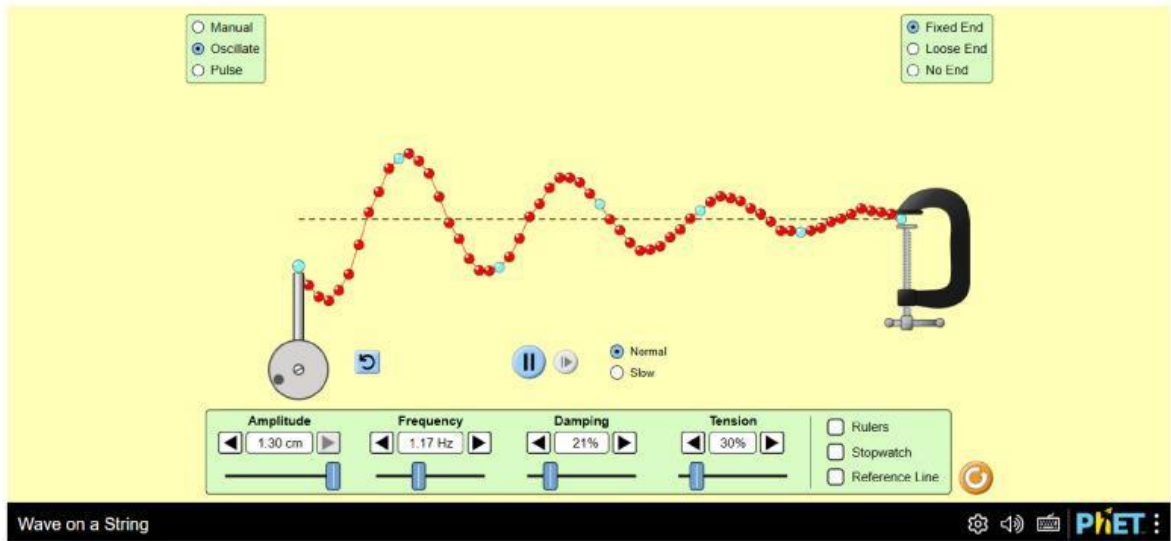 Manual
Oscillate
Pulse
Fixed End
Loose End
No End
Normal
Slow
Amplitude
1.30 cm
Frequency
1.17 Hz
Damping
21%
Tension
30%
Rulers
Stopwatch
Reference Line
Wave on a String
PhET